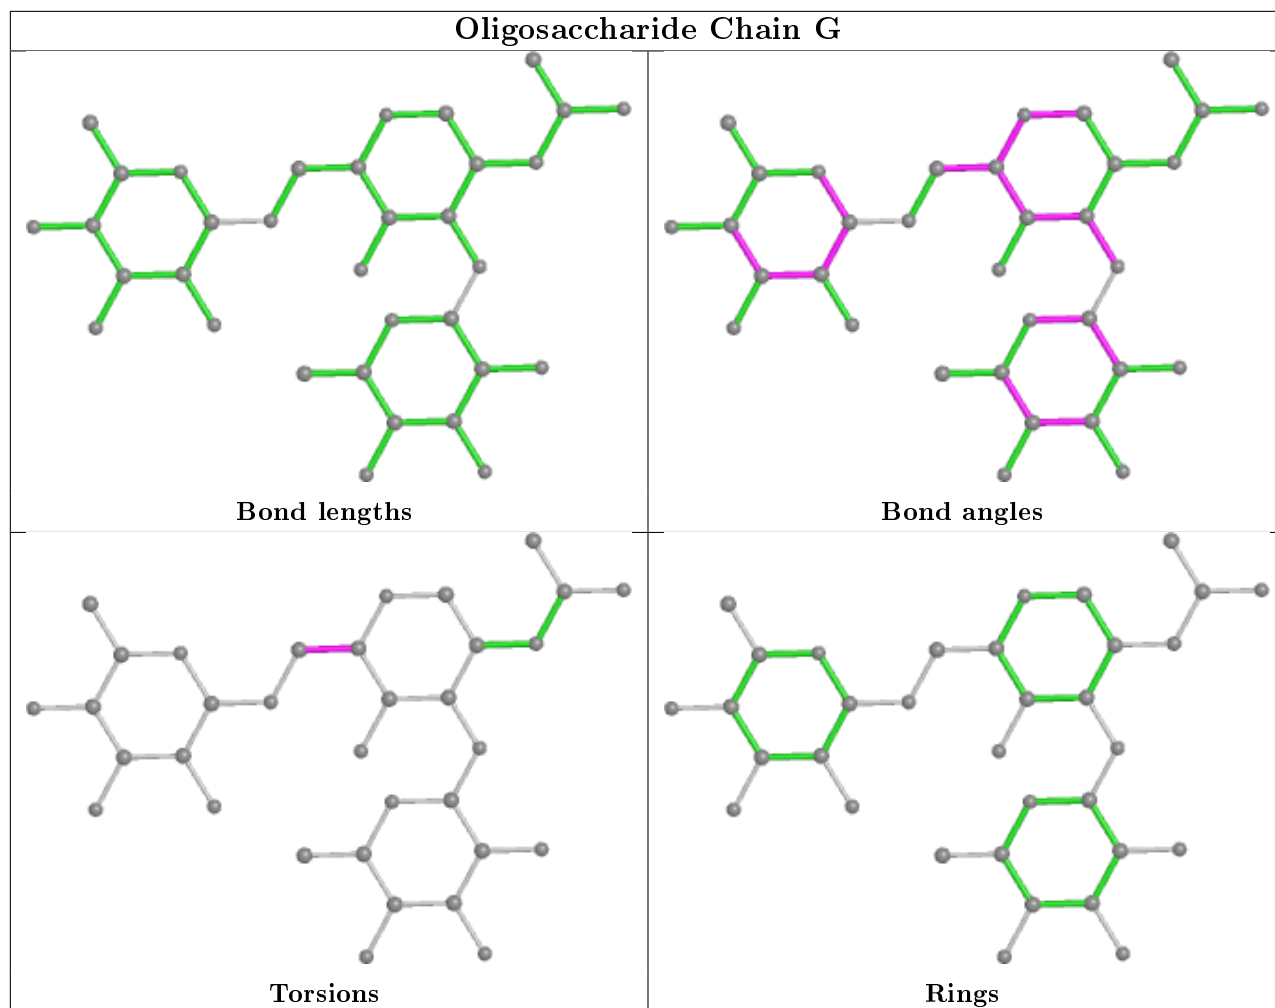 Oligosaccharide Chain G
Bond lengths
Bond angles
Torsions
Rings